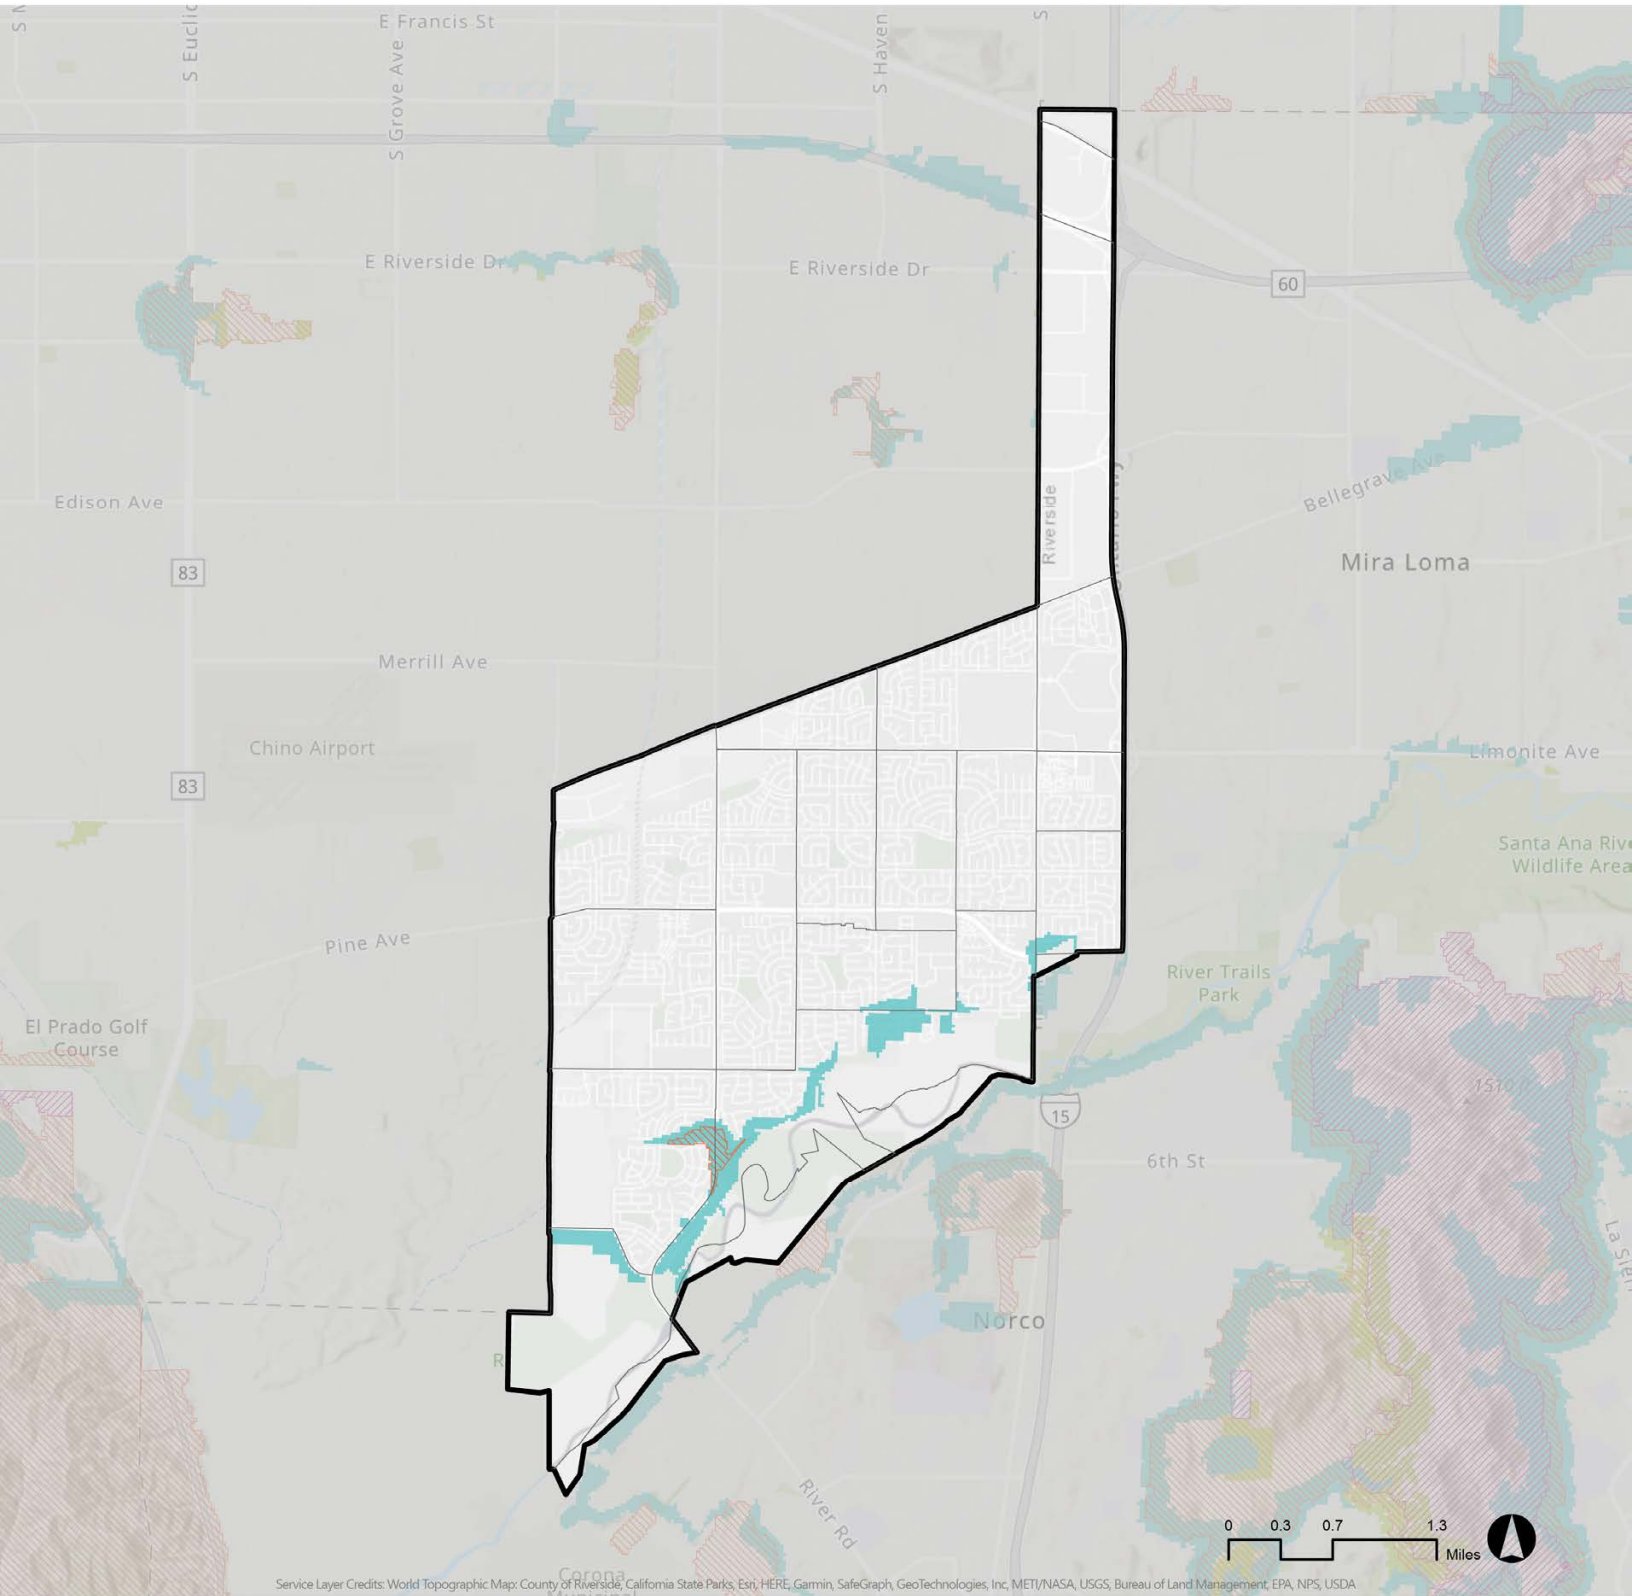 E Francis St
S Grove Ave
S Haven
S
E Riverside Dr
E Riverside Dr
60
Edison Ave
Riverside
Bellegrave Ave
83
Mira Loma
Merrill Ave
Chino Airport
Limonite Ave
83
Santa Ana Rive
Wildlife Area
Pine Ave
River Trails
Park
El Prado Golf
Course
15
6th St
Norco
R
River Rd
0 0.3 0.7 1.3
Miles
Corona
Service Layer Credits: World Topographic Map: County of Riverside, California State Parks, Esri, HERE, Garmin, SafeGraph, GeoTechnologies, Inc, METI/NASA, USGS, Bureau of Land Management, EPA, NPS, USDA